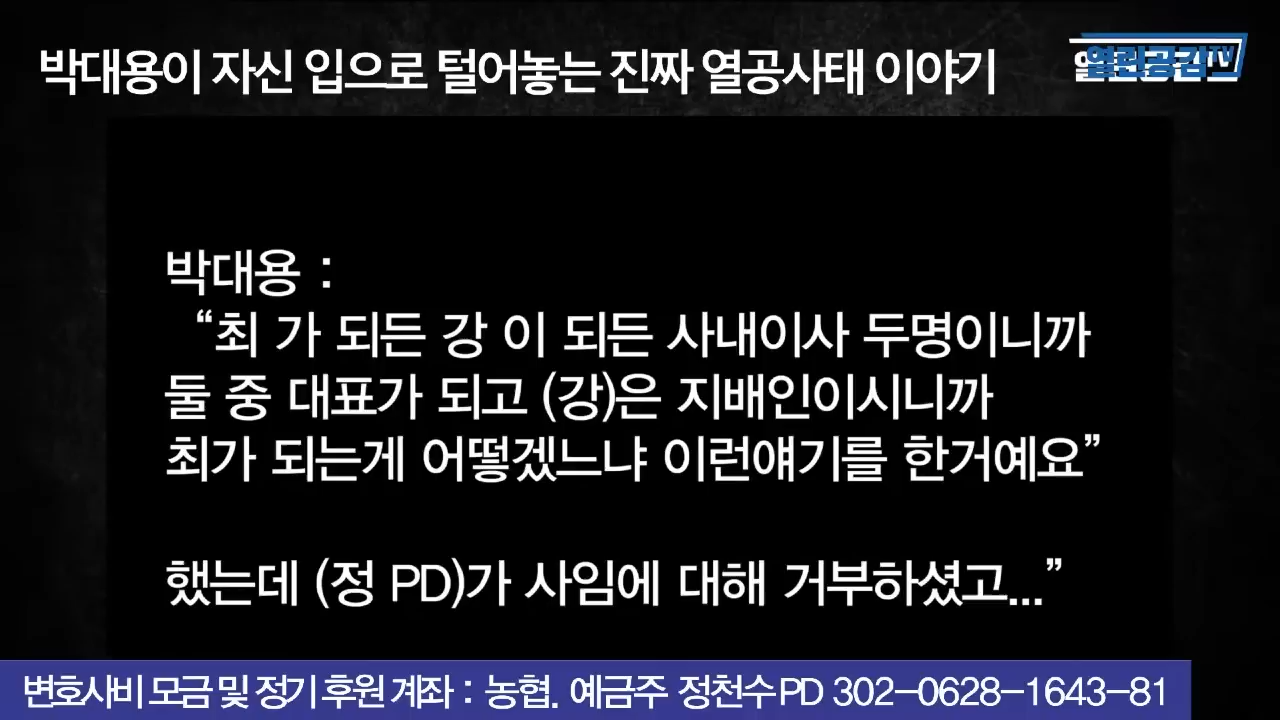 박대용이 자신 입으로 털어놓는 진짜 열공사태 이야기
열린공감TV
박대용 :
“최 가 되든 강 이 되든 사내이사 두명이니까
둘 중 대표가 되고 (강)은 지배인이시니까
최가 되는게 어떻겠느냐 이런얘기를 한거예요”
했는데 (정 PD)가 사임에 대해 거부하셨고...”
변호사비 모금 및 정기 후원 계좌 : 농협. 예금주 정천수PD 302-0628-1643-81